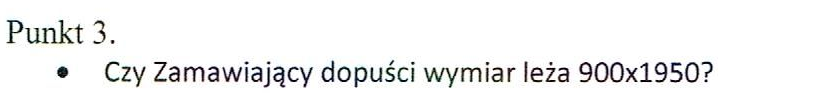 Punkt 3.
• Czy Zamawiający dopuści wymiar leża 900x1950?